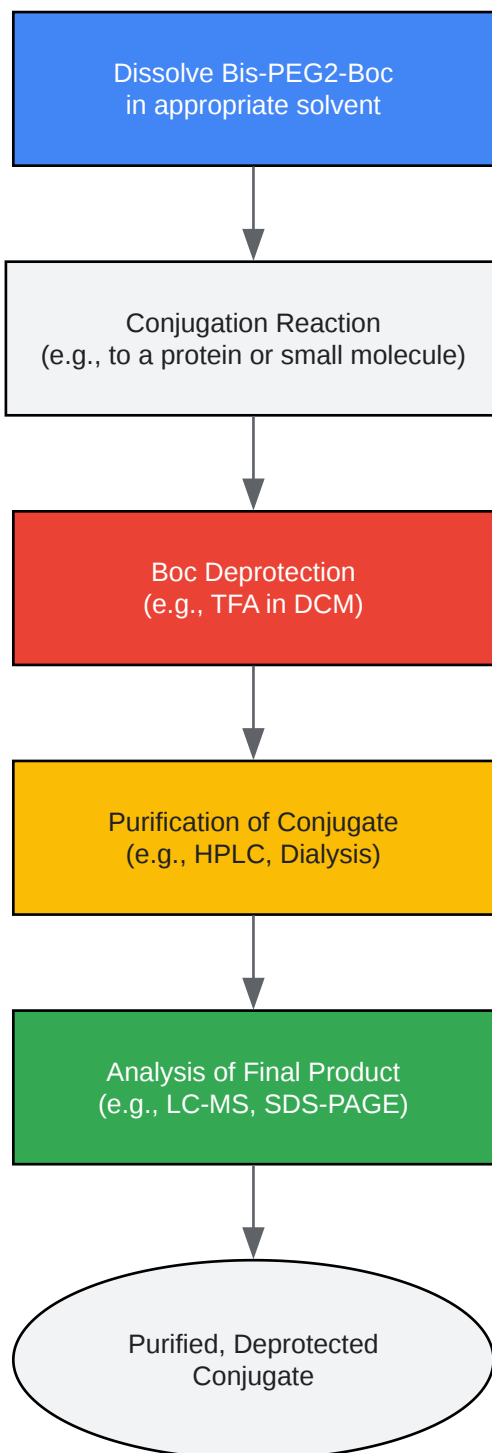 Dissolve Bis-PEG2-Boc
in appropriate solvent
Conjugation Reaction
(e.g., to a protein or small molecule)
Boc Deprotection
(e.g., TFA in DCM)
Purification of Conjugate
(e.g., HPLC, Dialysis)
Analysis of Final Product
(e.g., LC-MS, SDS-PAGE)
Purified, Deprotected
Conjugate